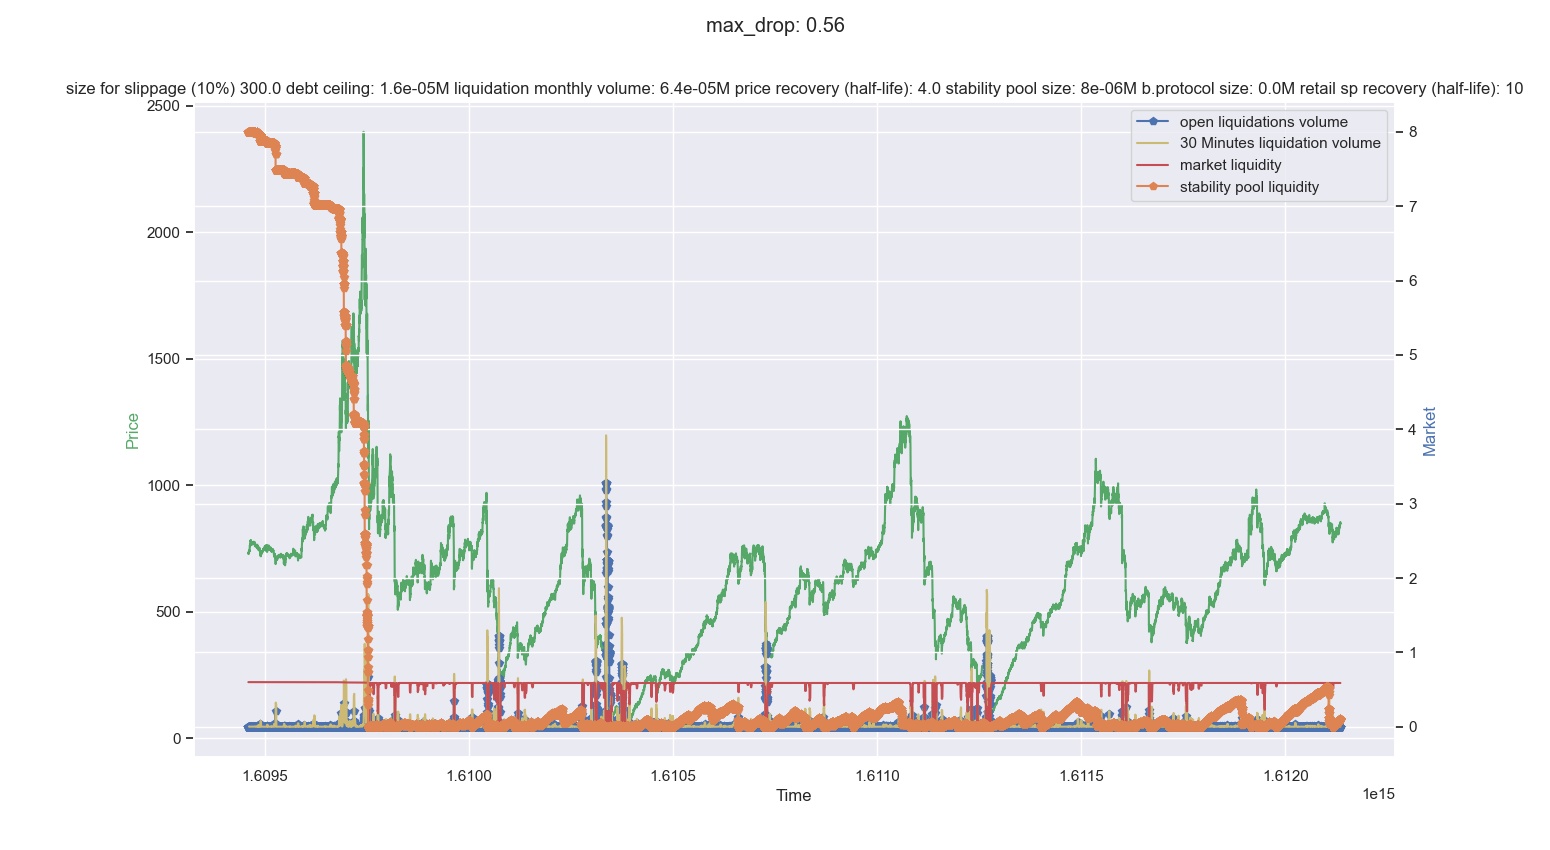 max_drop: 0.56
size for slippage (10%) 300.0 debt ceiling: 1.6e-05M liquidation monthly volume: 6.4e-05M price recovery (half-life): 4.0 stability pool size: 8e-06M b.protocol size: 0.0M retail sp recovery (half-life): 10
open liquidations volume
30 Minutes liquidation volume
market liquidity
stability pool liquidity
2500
2000
1500
1000
500
0
Price
8
7
6
5
4
3
2
1
0
Market
1.6095 1.6100 1.6105 1.6110 1.6115 1.6120
1e15
Time